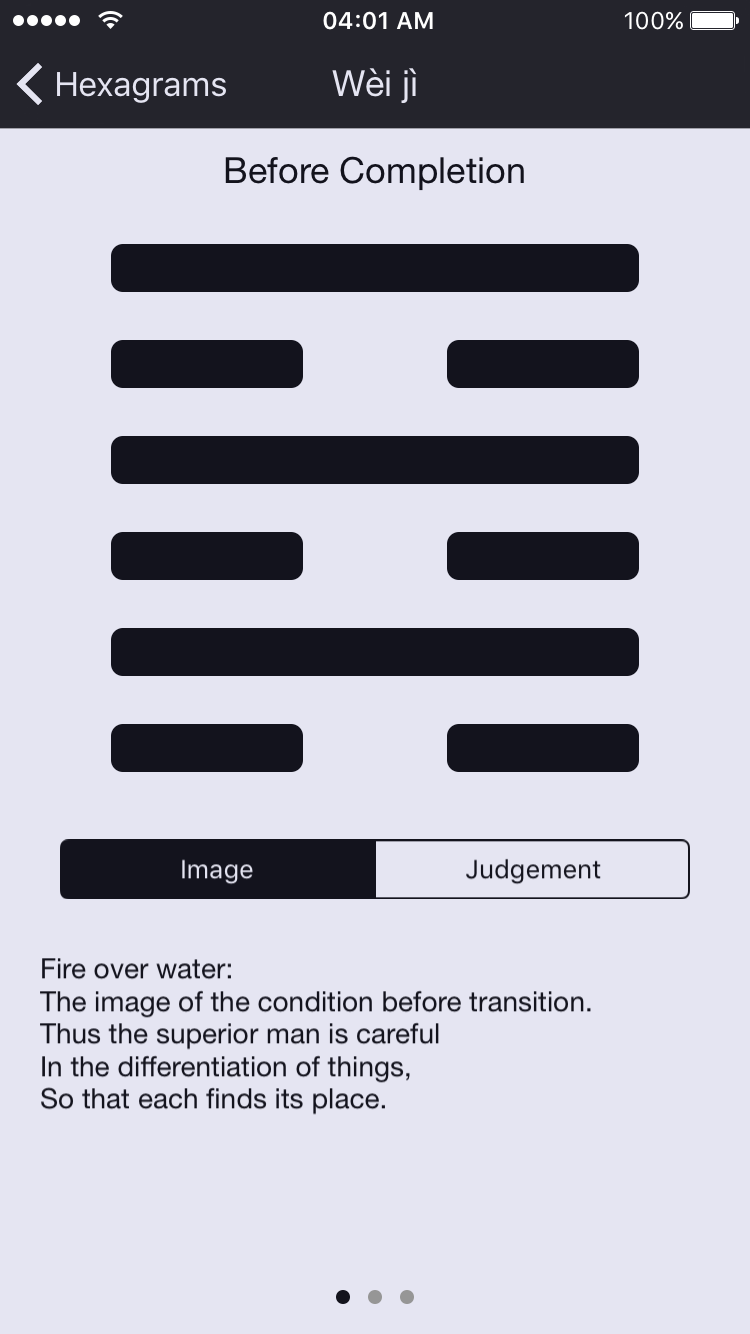 04:01 AM
100%
Hexagrams
Wèi jì
Before Completion
Image
Judgement
Fire over water:
The image of the condition before transition.
Thus the superior man is careful
In the differentiation of things,
So that each finds its place.